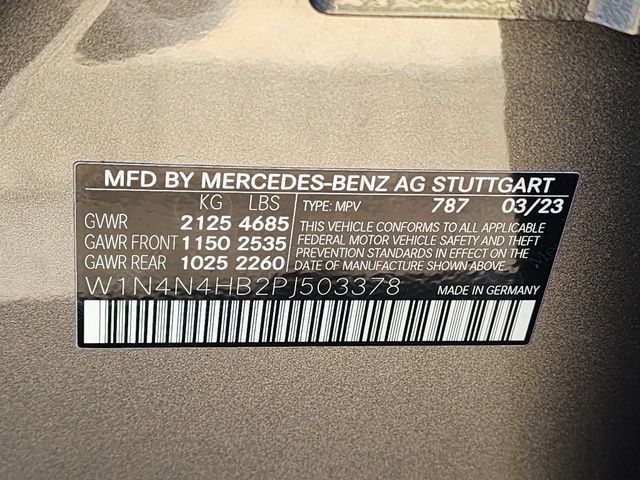 MFD BY MERCEDES-BENZ AG STUTTGART
KG LBS TYPE: MPV 787 03/23
GVWR 2125 4685 THIS VEHICLE CONFORMS TO ALL APPLICABLE
GAWR FRONT 1150 2535 FEDERAL MOTOR VEHICLE SAFETY AND THEFT
GAWR REAR 1025 2260 PREVENTION STANDARDS IN EFFECT ON THE
DATE OF MANUFACTURE SHOWN ABOVE.
W1N4N4HB2PJ503378 MADE IN GERMANY